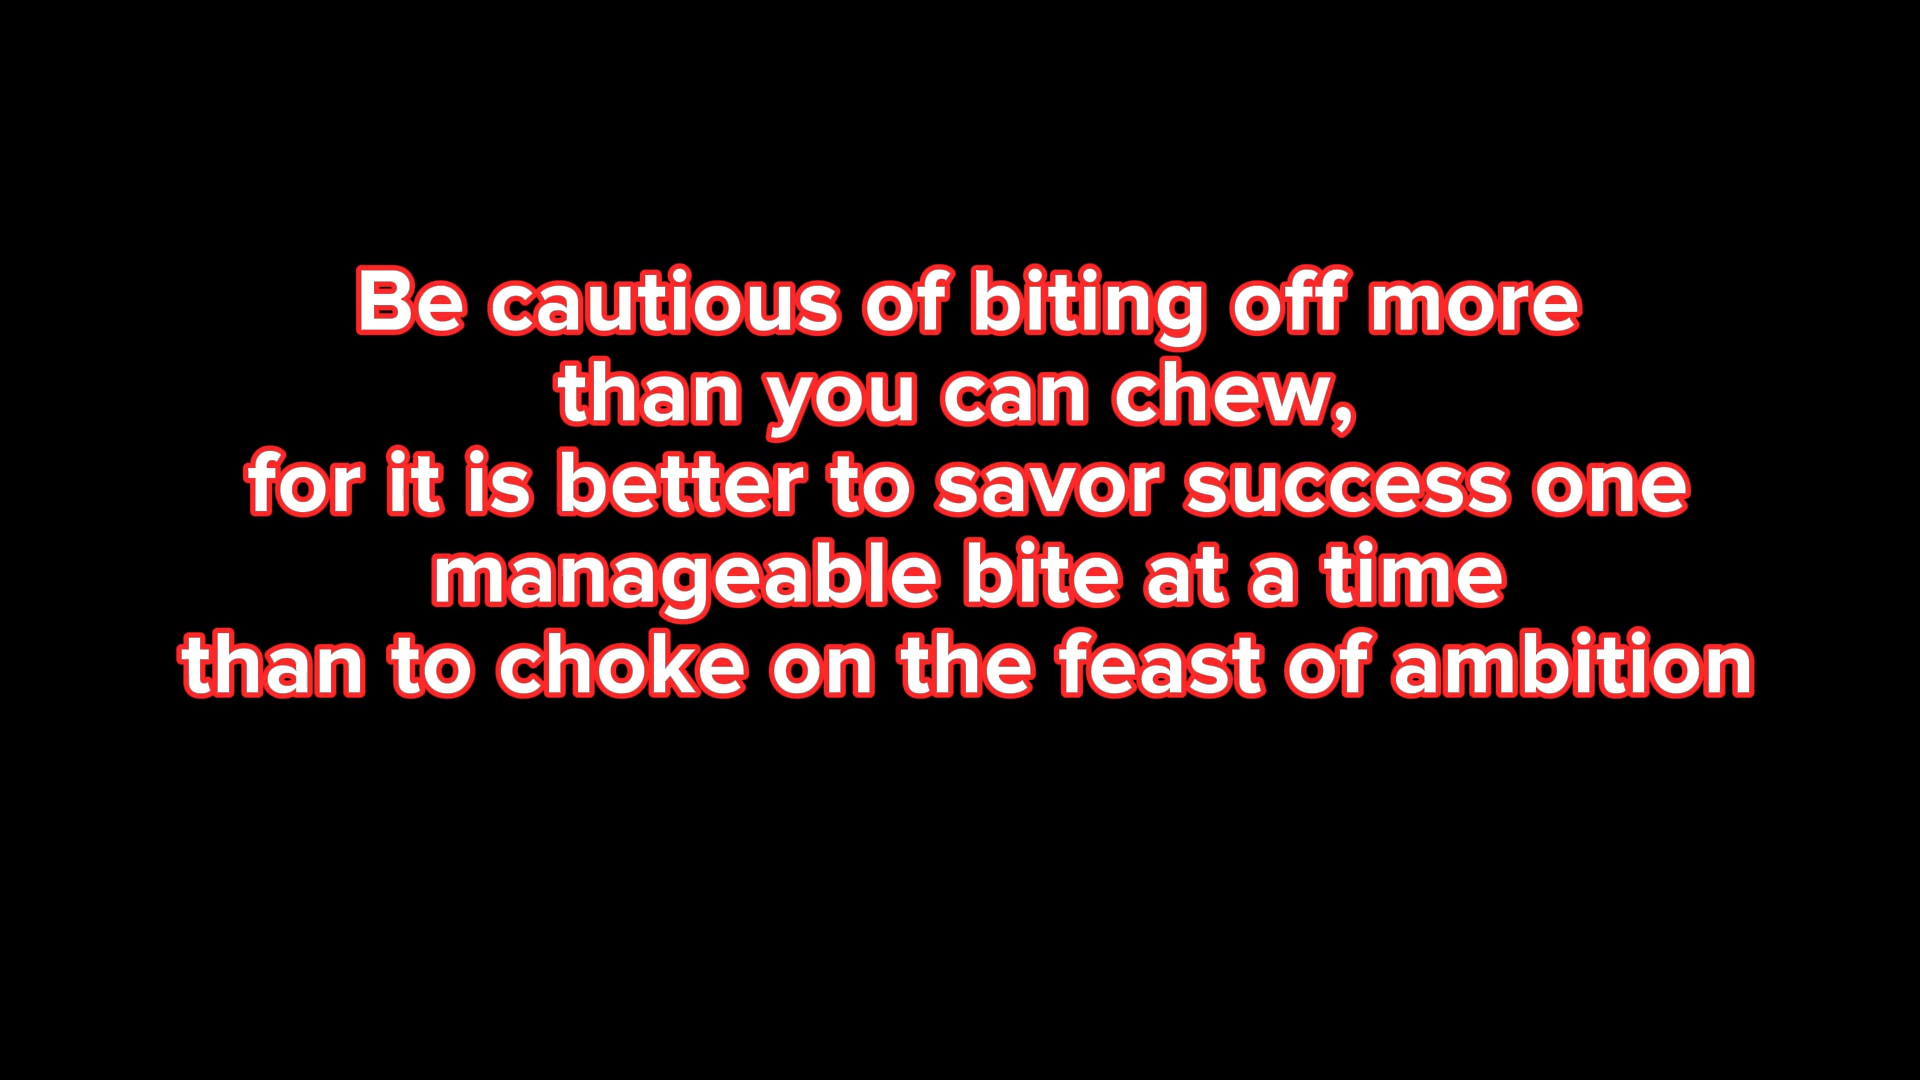 Be cautious of biting off more
than you can chew,
for it is better to savor success one
manageable bite at a time
than to choke on the feast of ambition